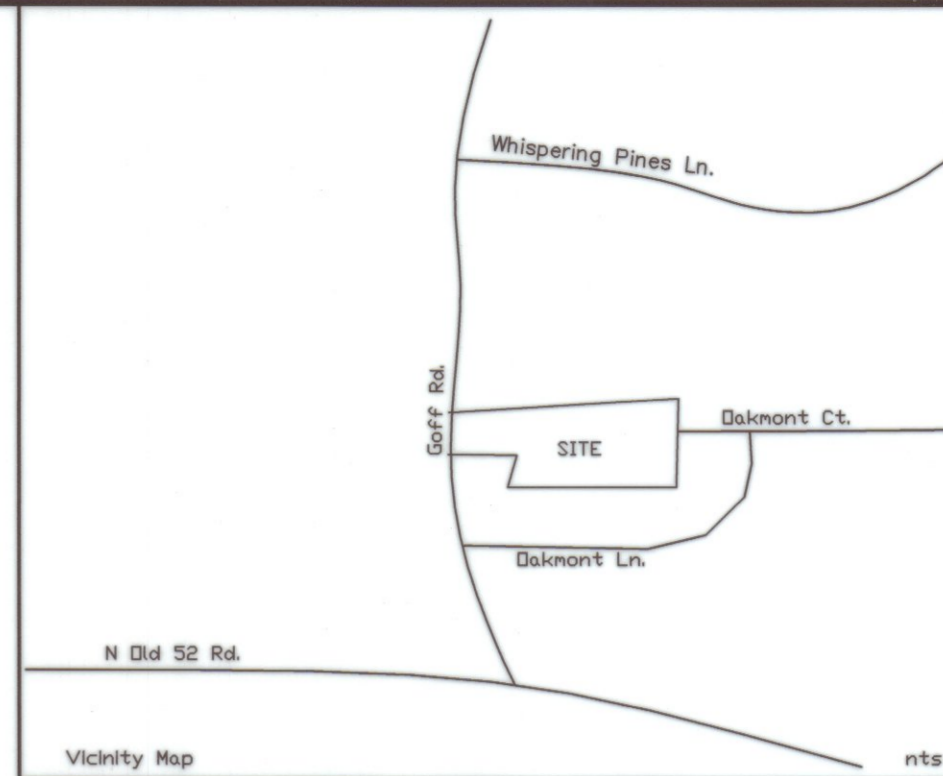 Whispering Pines Ln.
Goff Rd.
Oakmont Ct.
SITE
Oakmont Ln.
N Old 52 Rd.
Vicinity Map
nts